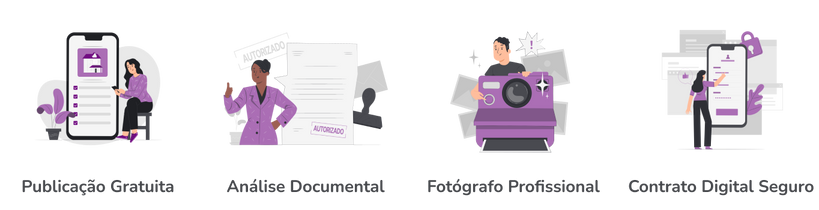 AUTORIZADO
!
AUTORIZADO
Publicação Gratuita
Análise Documental
Fotógrafo Profissional
Contrato Digital Seguro